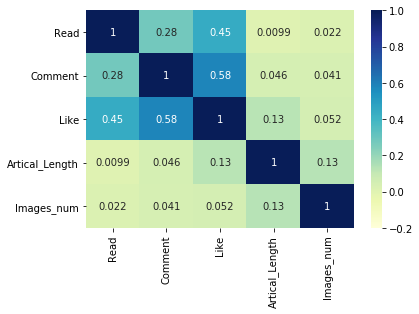 Read 1 0.28 0.45 0.0099 0.022
Comment 0.28 1 0.58 0.046 0.041
Like 0.45 0.58 1 0.13 0.052
Artical_Length 0.0099 0.046 0.13 1 0.13
Images_num 0.022 0.041 0.052 0.13 1
Read
Comment
Like
Artical_Length
Images_num
1.0
0.8
0.6
0.4
0.2
0.0
−0.2